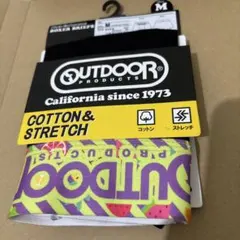 BOXER BRIEFS
M
M
OUTDOOR
PRODUCTS
California since 1973
COTTON&
STRETCH
コットン
ストレッチ
OUTDOOR
PRODUCTS